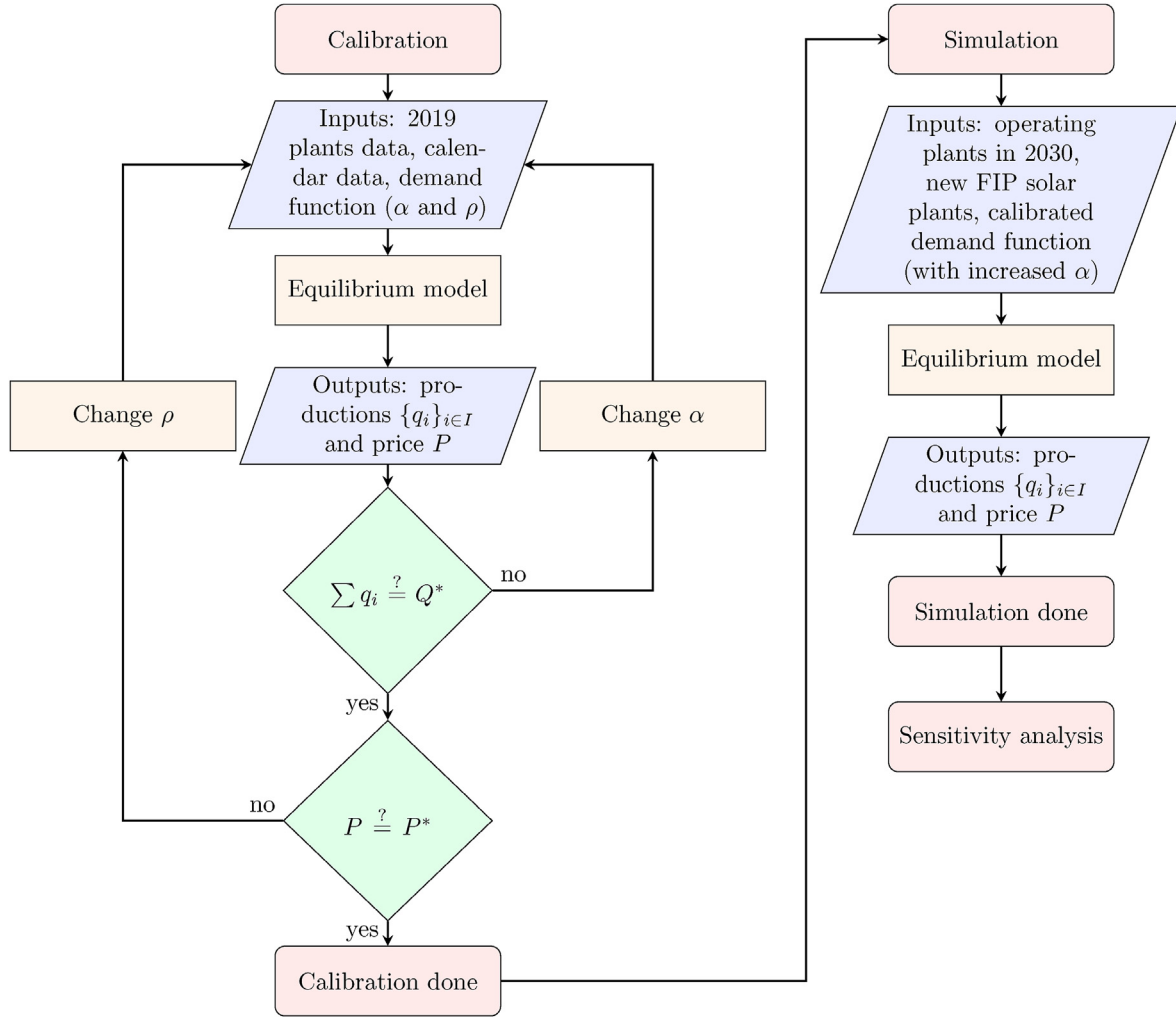 Calibration
Inputs: 2019
plants data, calen-
dar data, demand
function (α and ρ)
Equilibrium model
Change ρ
Outputs: pro-
ductions {q_i}_{i∈I}
and price P
Change α
∑ q_i ≟ Q*
no
yes
P ≟ P*
no
yes
Calibration done
Simulation
Inputs: operating
plants in 2030,
new FIP solar
plants, calibrated
demand function
(with increased α)
Equilibrium model
Outputs: pro-
ductions {q_i}_{i∈I}
and price P
Simulation done
Sensitivity analysis